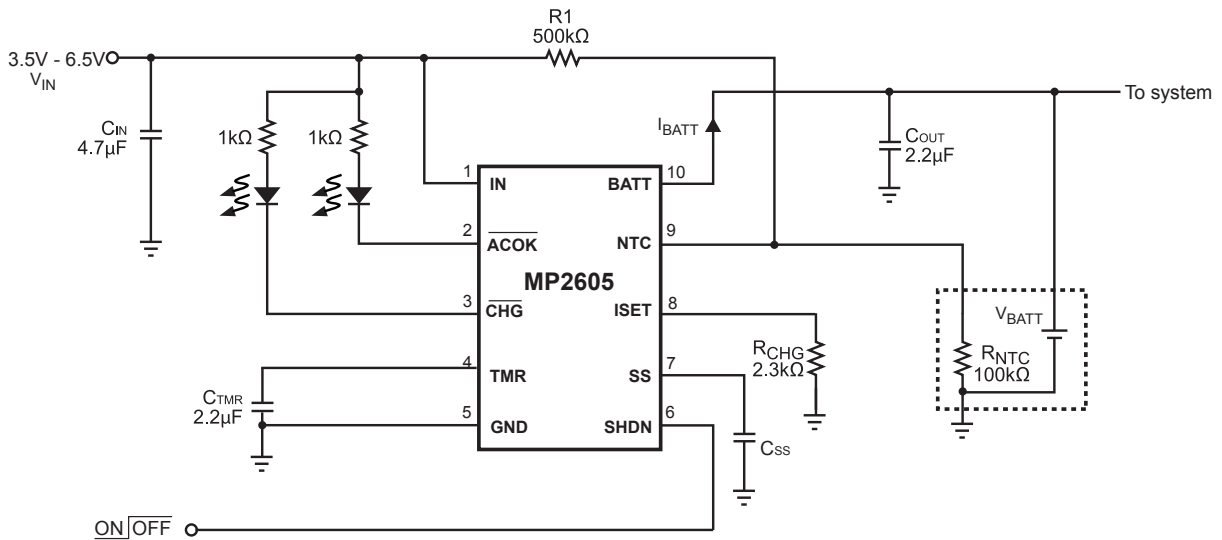 R1
500kΩ
3.5V - 6.5V
VIN
To system
CIN
4.7µF
1kΩ
1kΩ
IBATT
COUT
2.2µF
1
IN
BATT
10
2
ACOK
NTC
9
MP2605
3
CHG
ISET
8
VBATT
RCHG
2.3kΩ
RNTC
100kΩ
4
TMR
SS
7
CTMR
2.2µF
5
GND
SHDN
6
CSS
ON OFF